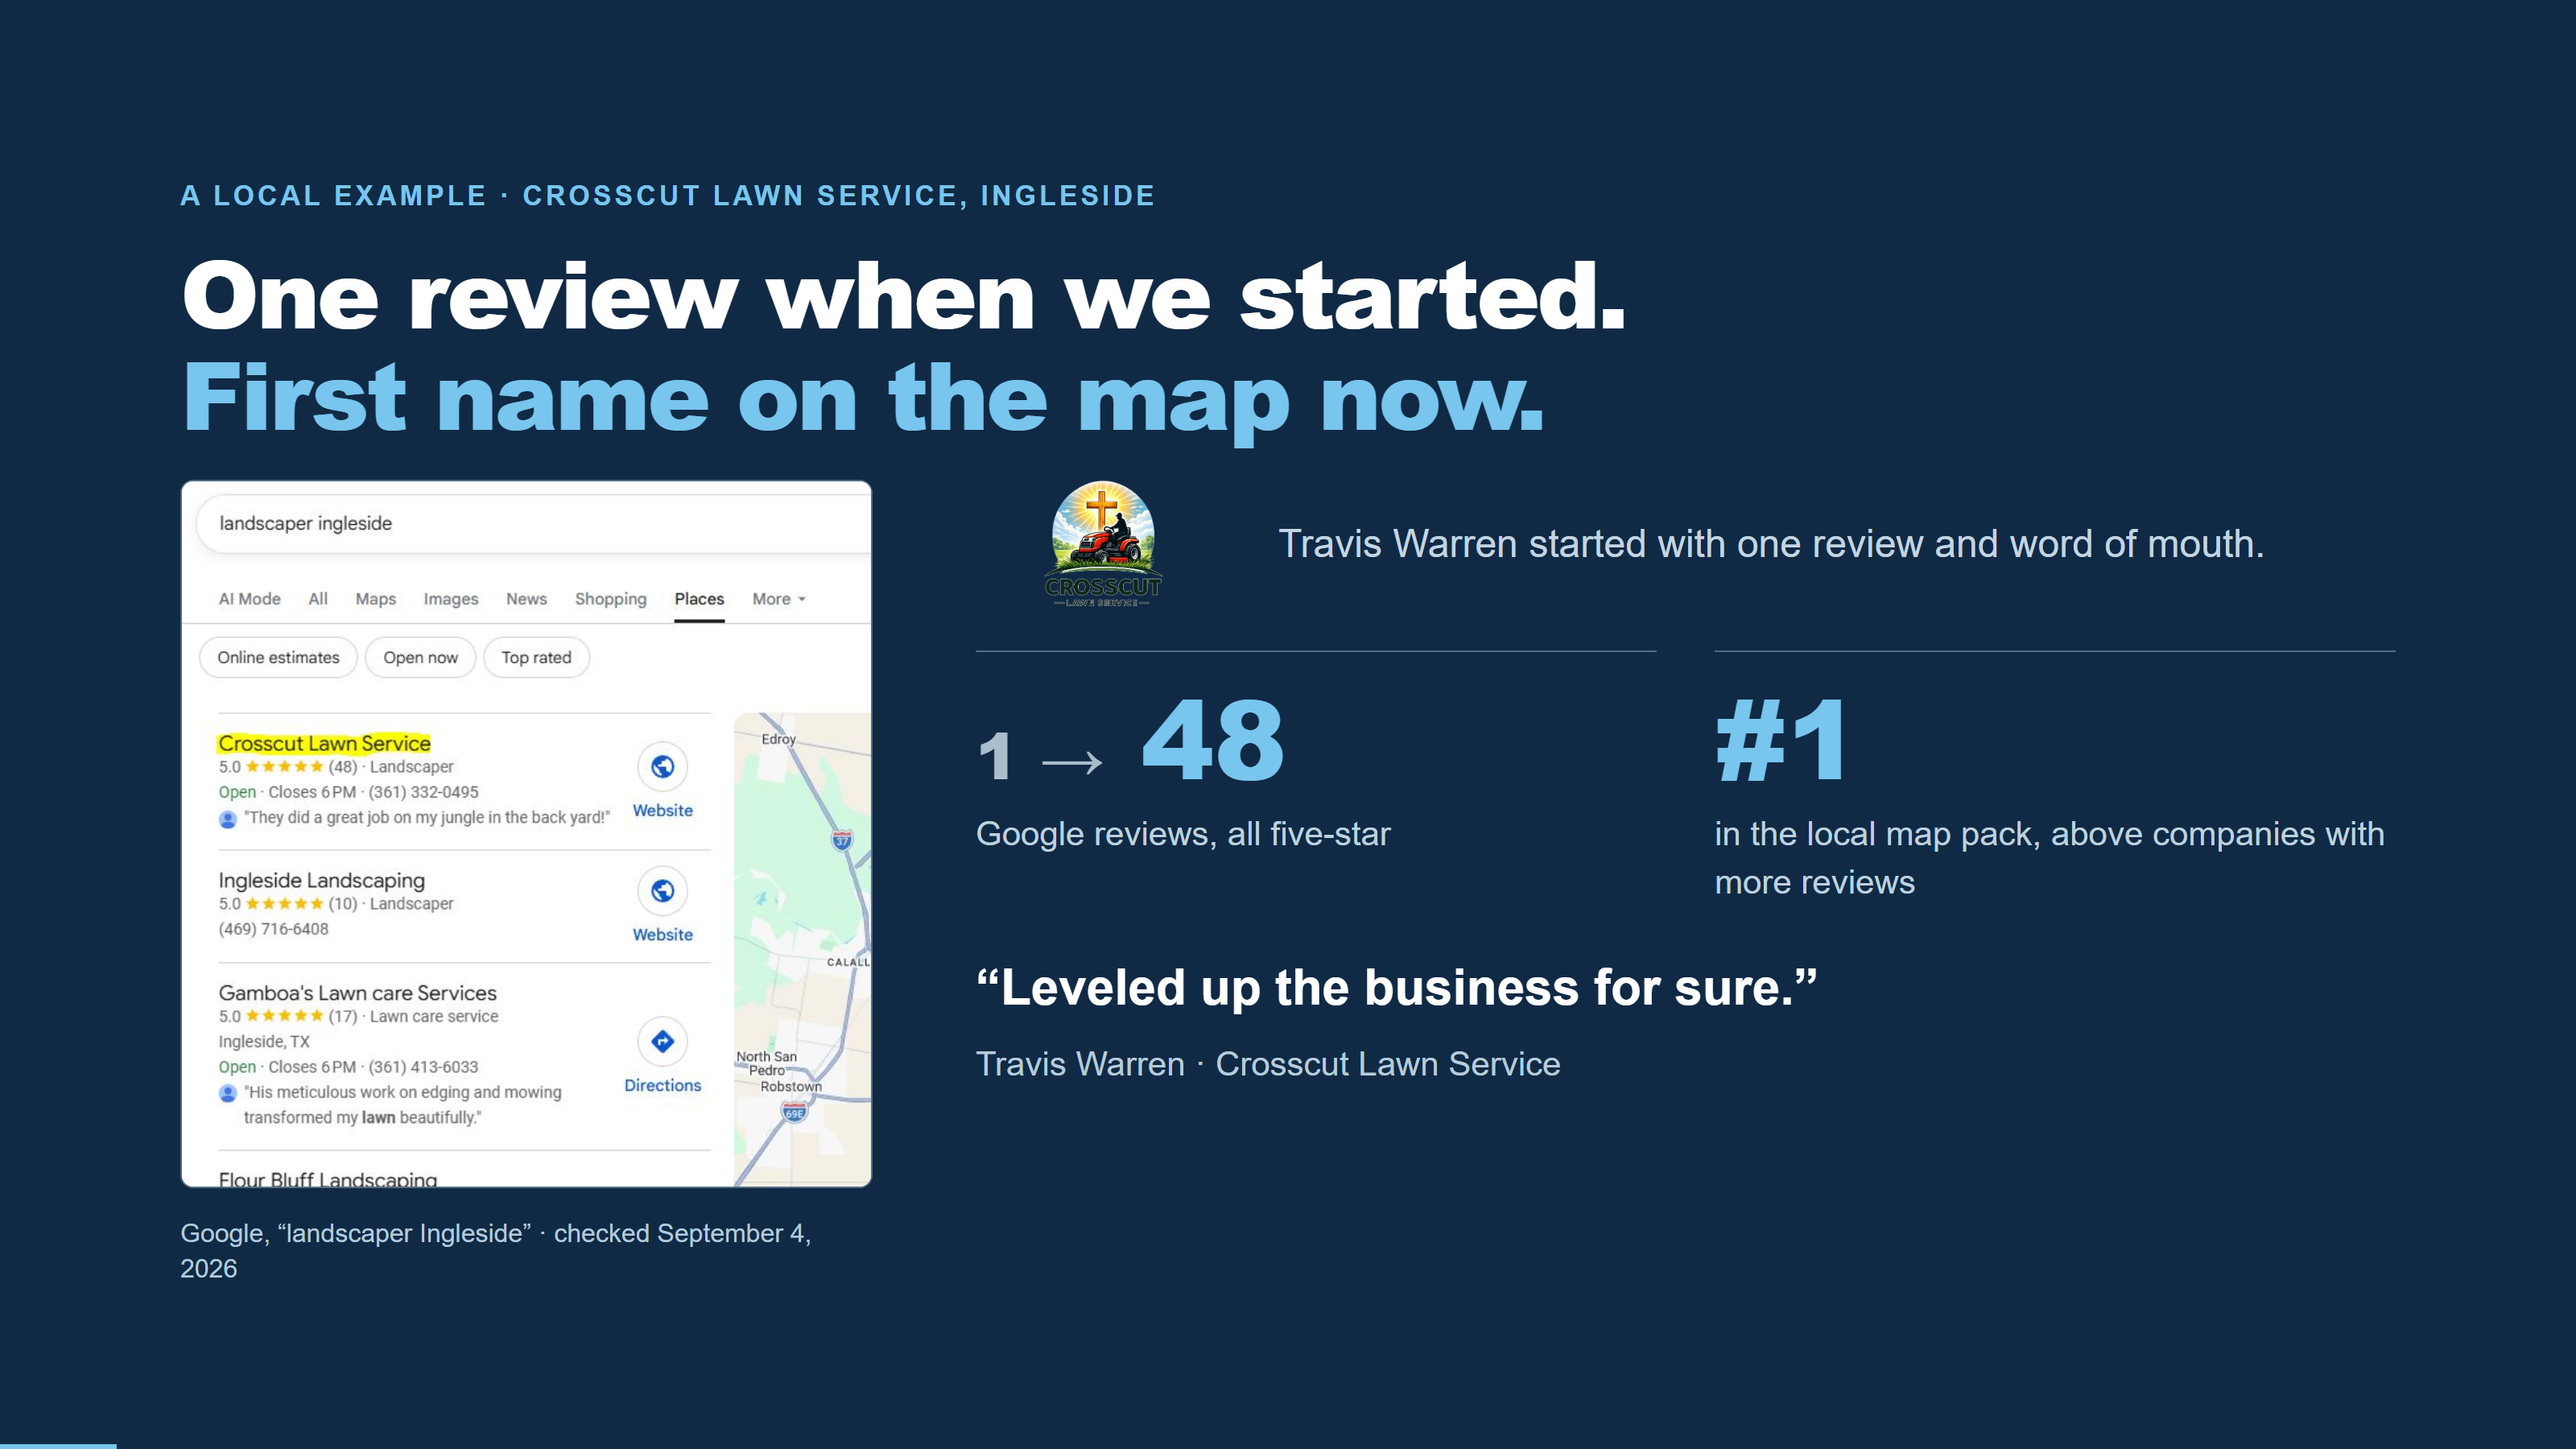 A LOCAL EXAMPLE · CROSSCUT LAWN SERVICE, INGLESIDE
One review when we started.
First name on the map now.
landscaper ingleside
AI Mode All Maps Images News Shopping Places More
Online estimates Open now Top rated
Crosscut Lawn Service
5.0 (48) · Landscaper
Open · Closes 6 PM · (361) 332-0495
"They did a great job on my jungle in the back yard!"
Website
Ingleside Landscaping
5.0 (10) · Landscaper
(469) 716-6408
Website
Gamboa's Lawn care Services
5.0 (17) · Lawn care service
Ingleside, TX
Open · Closes 6 PM · (361) 413-6033
"His meticulous work on edging and mowing
transformed my lawn beautifully."
Directions
Flour Bluff Landscaping
Edroy
37
CALALL
North San
Pedro
Robstown
69E
Google, “landscaper Ingleside” · checked September 4,
2026
CROSSCUT
LAWN SERVICE
Travis Warren started with one review and word of mouth.
1 → 48
Google reviews, all five-star
#1
in the local map pack, above companies with
more reviews
“Leveled up the business for sure.”
Travis Warren · Crosscut Lawn Service